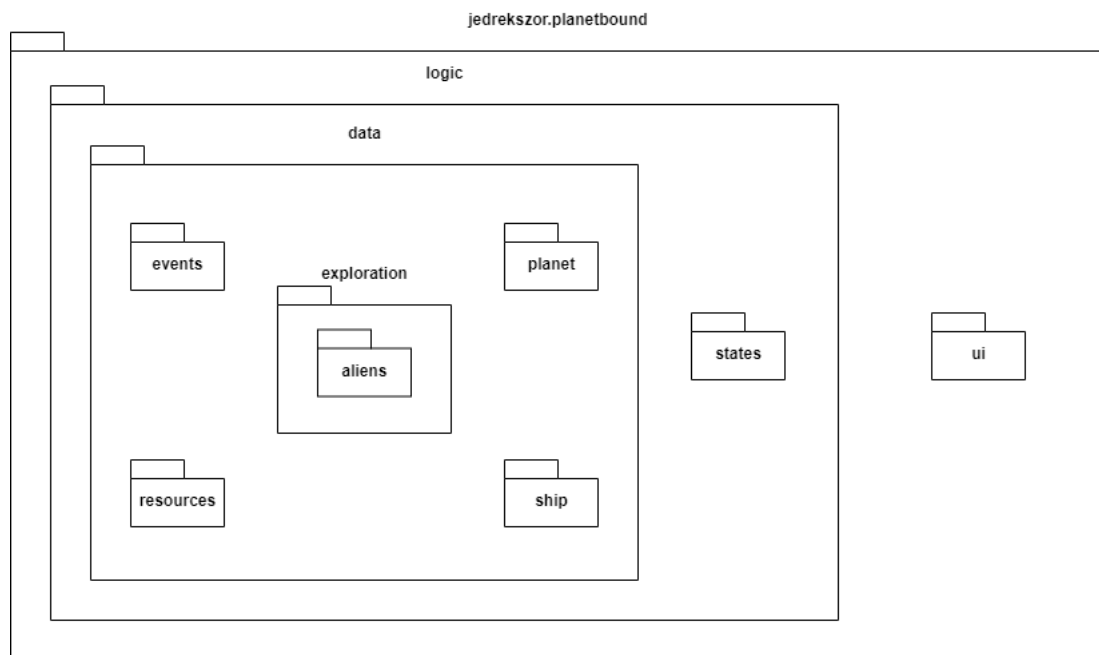 jedrekszor.planetbound
logic
data
events
planet
exploration
aliens
states
ui
resources
ship